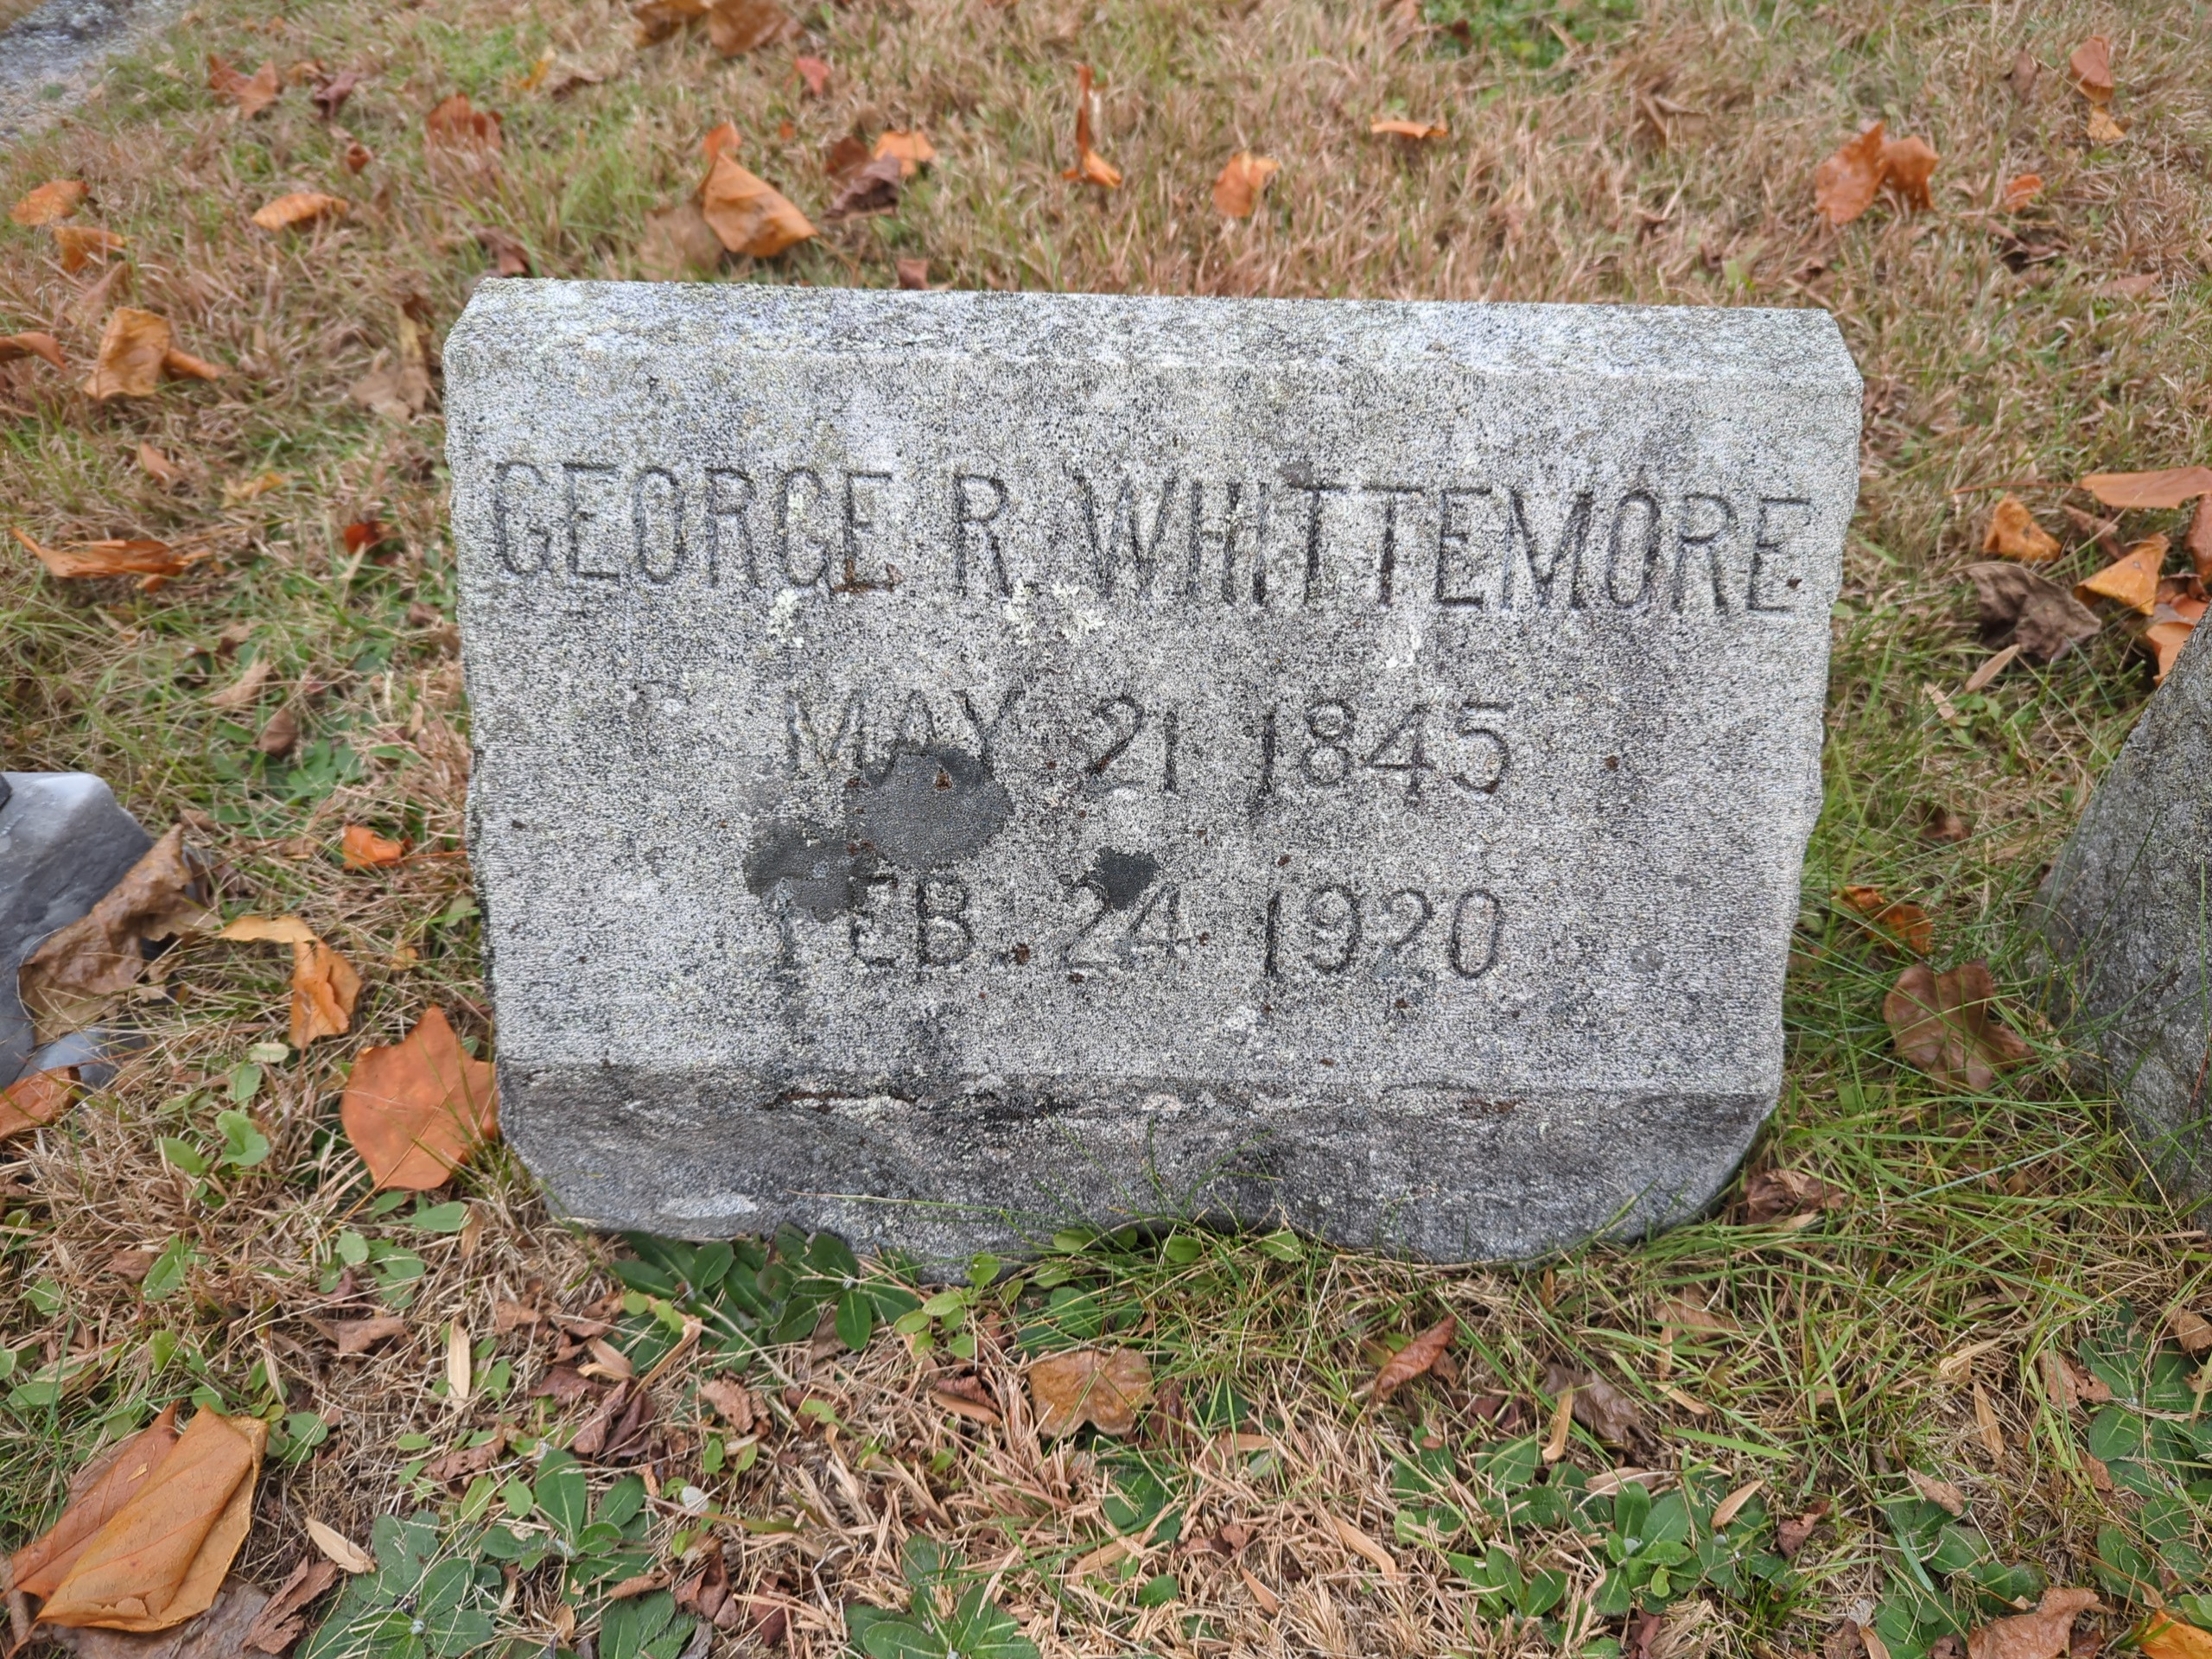 GEORGE R. WHITTEMORE
MAY 21 1845
FEB. 24 1920